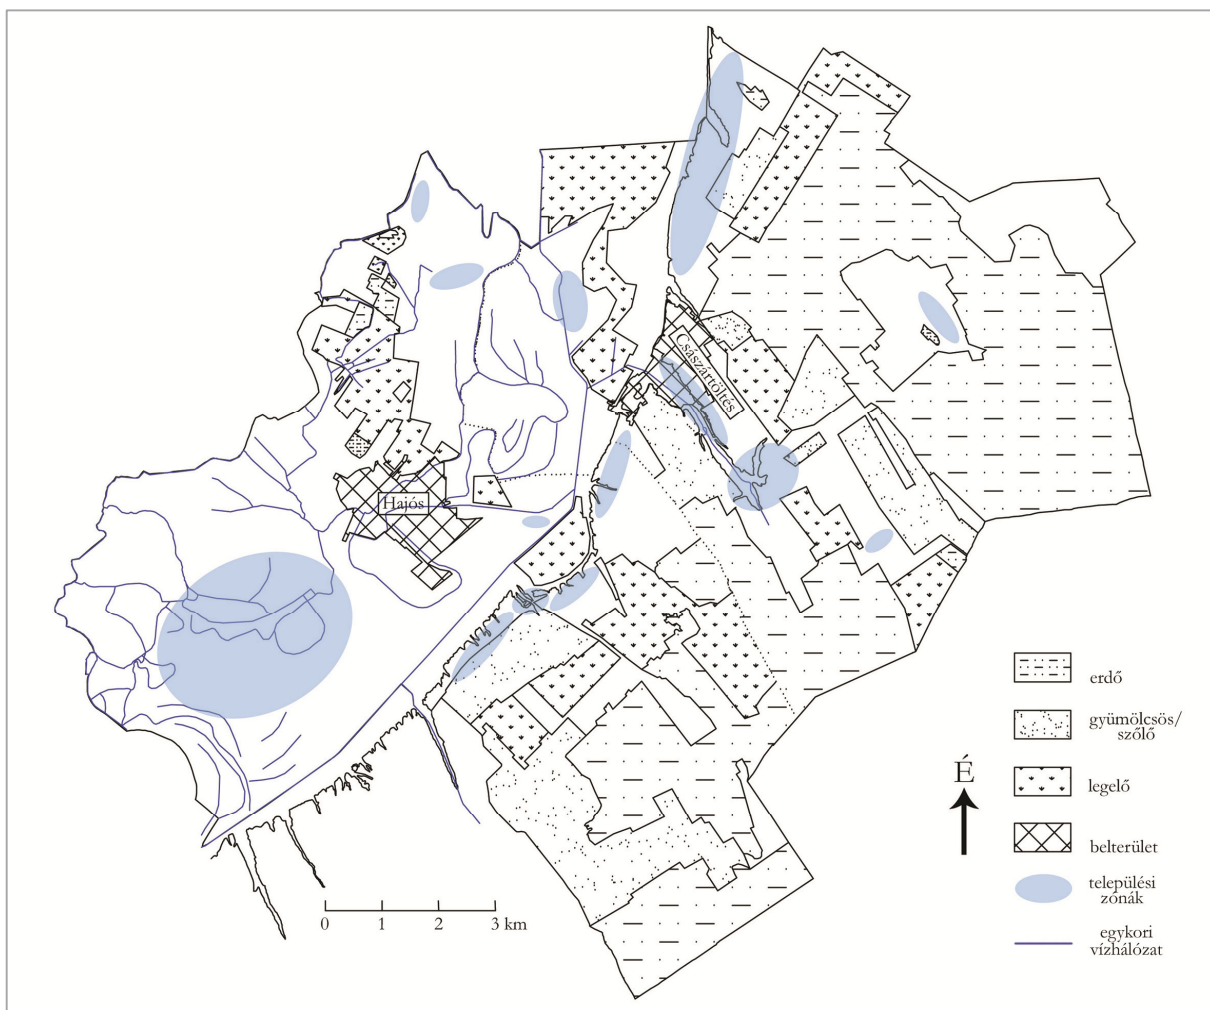 Császártöltés
Hajós
erdő
gyümölcsös/
szőlő
legelő
belterület
települési
zónák
egykori
vízhálózat
É
0 1 2 3 km